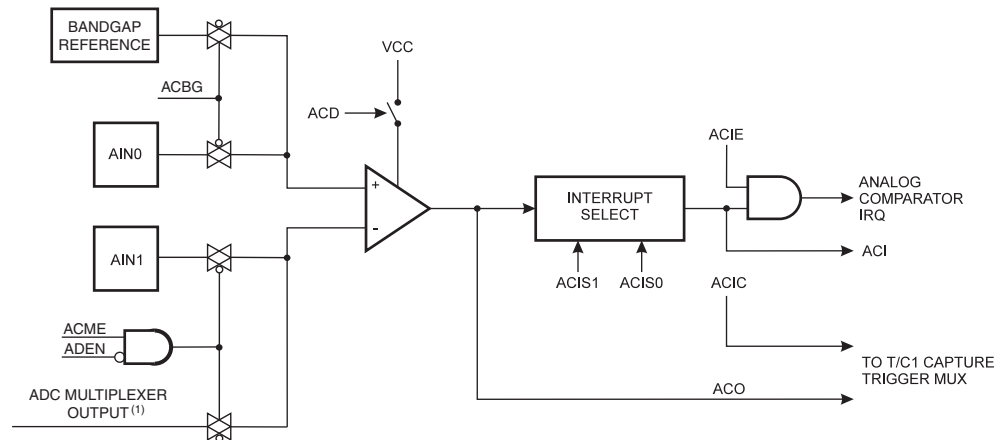 BANDGAP
REFERENCE
VCC
ACBG
ACD
ACIE
AIN0
+
-
INTERRUPT
SELECT
ANALOG
COMPARATOR
IRQ
AIN1
ACI
ACIS1
ACIS0
ACIC
ACME
ADEN
TO T/C1 CAPTURE
TRIGGER MUX
ADC MULTIPLEXER
OUTPUT (1)
ACO